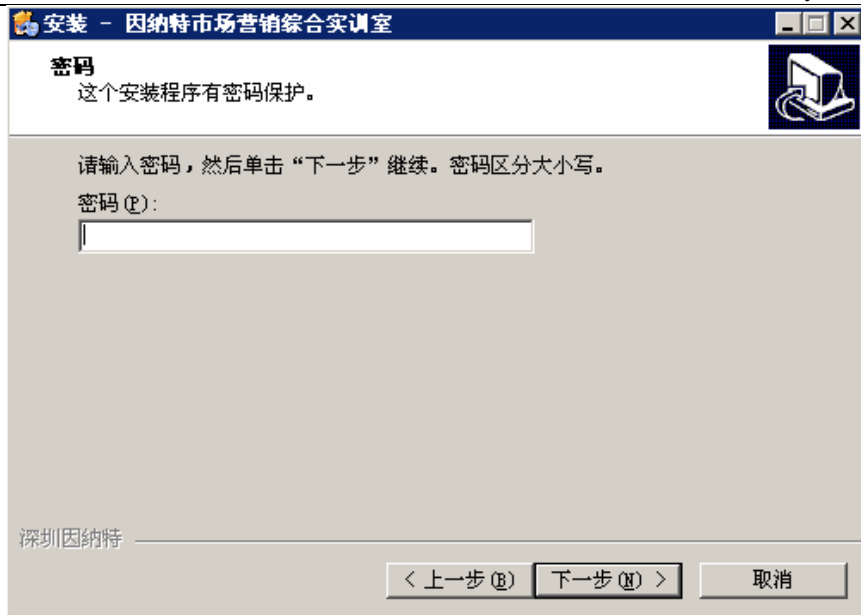 安装 - 因纳特市场营销综合实训室
密码
这个安装程序有密码保护。
请输入密码，然后单击“下一步”继续。密码区分大小写。
密码(P):
深圳因纳特
< 上一步(B)
下一步(N) >
取消